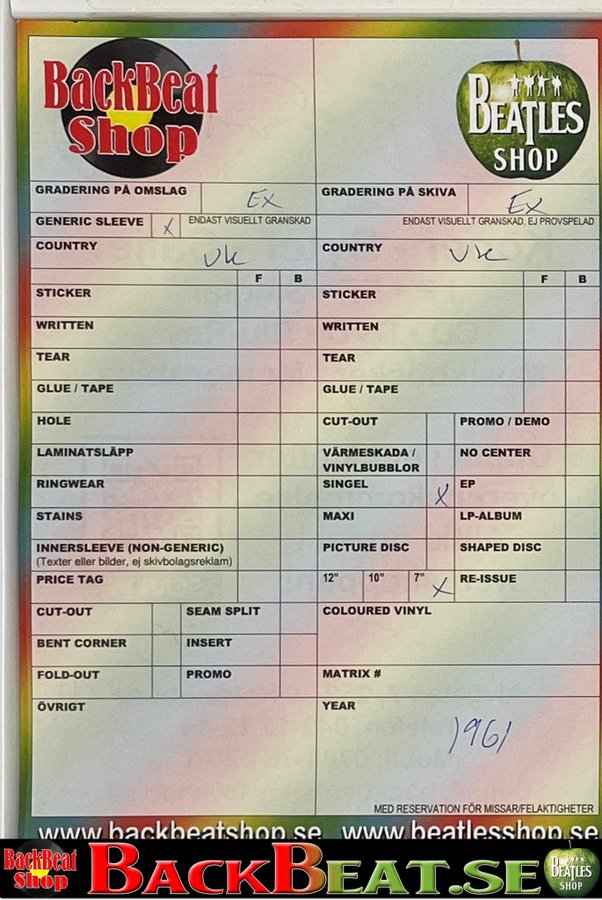 BackBeat
Shop
BEATLES
SHOP
GRADERING PÅ OMSLAG EX
GRADERING PÅ SKIVA EX
GENERIC SLEEVE X ENDAST VISUELLT GRANSKAD
ENDAST VISUELLT GRANSKAD, EJ PROVSPELAD
COUNTRY UK
COUNTRY UK
F B
F B
STICKER
STICKER
WRITTEN
WRITTEN
TEAR
TEAR
GLUE / TAPE
GLUE / TAPE
HOLE
CUT-OUT
PROMO / DEMO
LAMINATSLÄPP
VÄRMESKADA /
VINYLBUBBLOR
NO CENTER
RINGWEAR
SINGEL X
EP
STAINS
MAXI
LP-ALBUM
INNERSLEEVE (NON-GENERIC)
(Texter eller bilder, ej skivbolagsreklam)
PICTURE DISC
SHAPED DISC
PRICE TAG
12" 10" 7" X
RE-ISSUE
CUT-OUT
SEAM SPLIT
COLOURED VINYL
BENT CORNER
INSERT
FOLD-OUT
PROMO
MATRIX #
ÖVRIGT
YEAR
1961
MED RESERVATION FÖR MISSAR/FELAKTIGHETER
www.backbeatshop.se www.beatlesshop.se
BackBeat
Shop
BACKBEAT.SE
BEATLES
SHOP